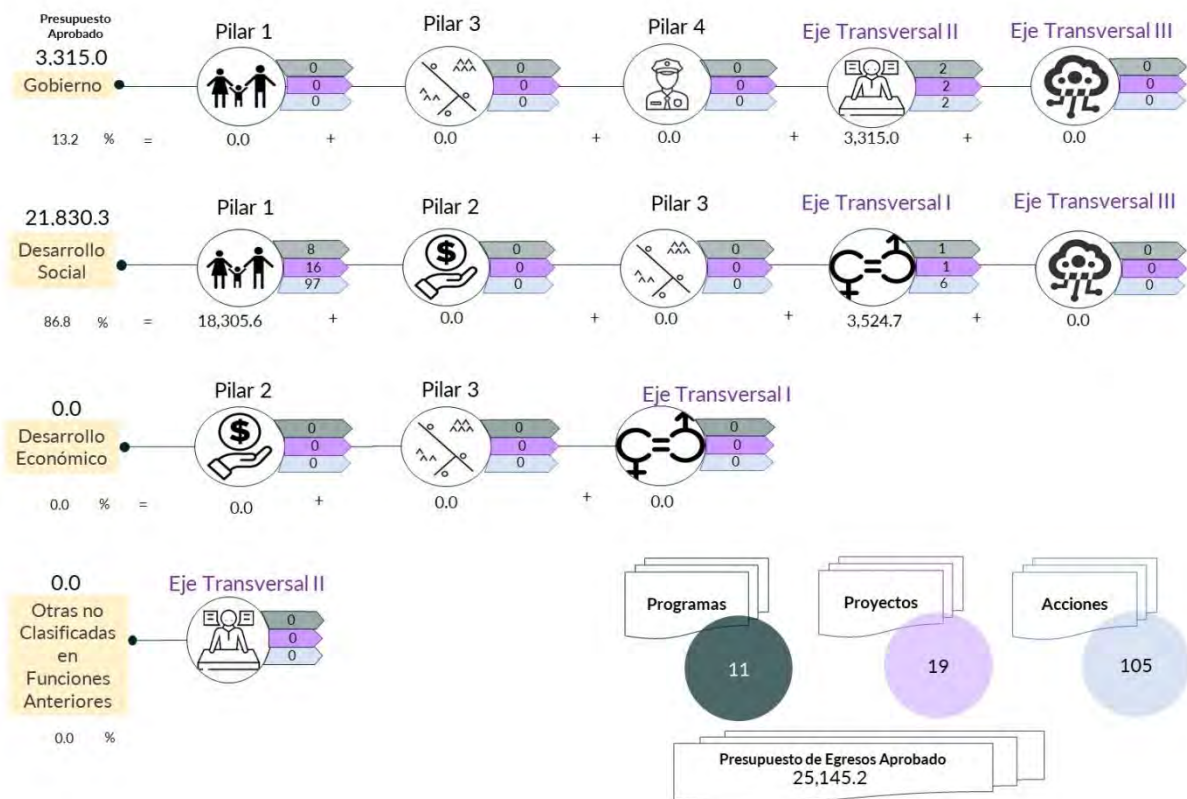 Presupuesto
Aprobado
3.315.0
Gobierno
13.2 % =
Pilar 1
0
0
0
0.0
+
Pilar 3
0
0
0
0.0
+
Pilar 4
0
0
0
0.0
+
Eje Transversal II
2
2
2
3,315.0
+
Eje Transversal III
0
0
0
0.0
21,830.3
Desarrollo
Social
86.8 % =
Pilar 1
8
16
97
18,305.6
+
Pilar 2
$
0
0
0
0.0
+
Pilar 3
0
0
0
0.0
+
Eje Transversal I
1
1
6
3,524.7
+
Eje Transversal III
0
0
0
0.0
0.0
Desarrollo
Económico
0.0 % =
Pilar 2
$
0
0
0
0.0
+
Pilar 3
0
0
0
0.0
+
Eje Transversal I
0
0
0
0.0
0.0
Otras no
Clasificadas
en
Funciones
Anteriores
0.0 %
Eje Transversal II
0
0
0
Programas
11
Proyectos
19
Acciones
105
Presupuesto de Egresos Aprobado
25,145.2